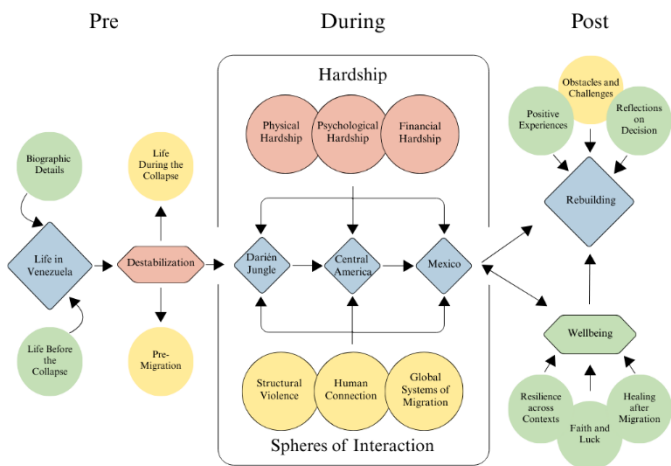 Pre
During
Post
Hardship
Physical
Hardship
Psychological
Hardship
Financial
Hardship
Obstacles and
Challenges
Positive
Experiences
Reflections
on
Decision
Biographic
Details
Life
During the
Collapse
Rebuilding
Life in
Venezuela
Destabilization
Darién
Jungle
Central
America
Mexico
Wellbeing
Life Before
the
Collapse
Pre-
Migration
Structural
Violence
Human
Connection
Global
Systems of
Migration
Resilience
across
Contexts
Faith and
Luck
Healing
after
Migration
Spheres of Interaction